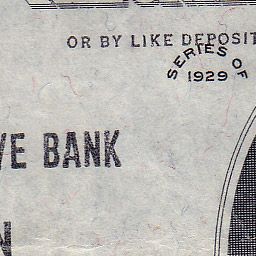 OR BY LIKE DEPOSIT
SERIES OF
1929
VE BANK
N